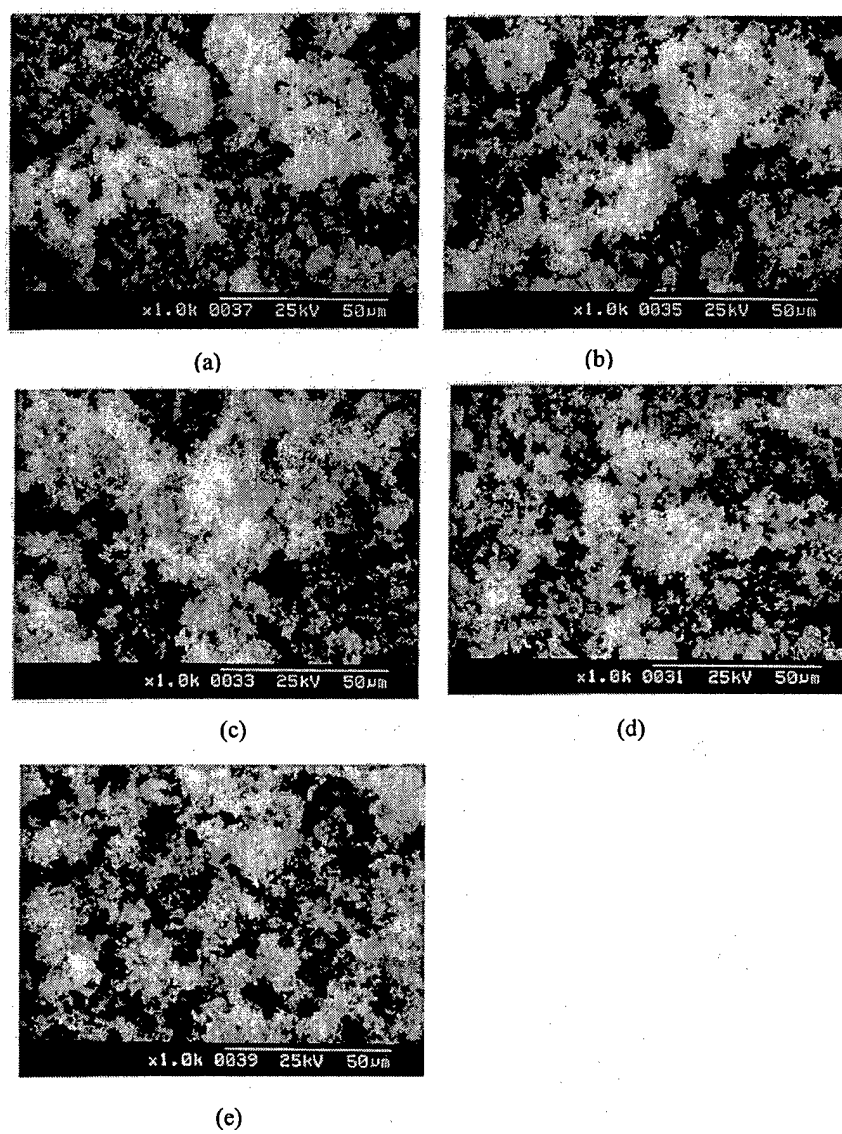 x1.0k 0037 25kV 50µm
x1.0k 0035 25kV 50µm
(a)
(b)
x1.0k 0033 25kV 50µm
x1.0k 0031 25kV 50µm
(c)
(d)
x1.0k 0039 25kV 50µm
(e)